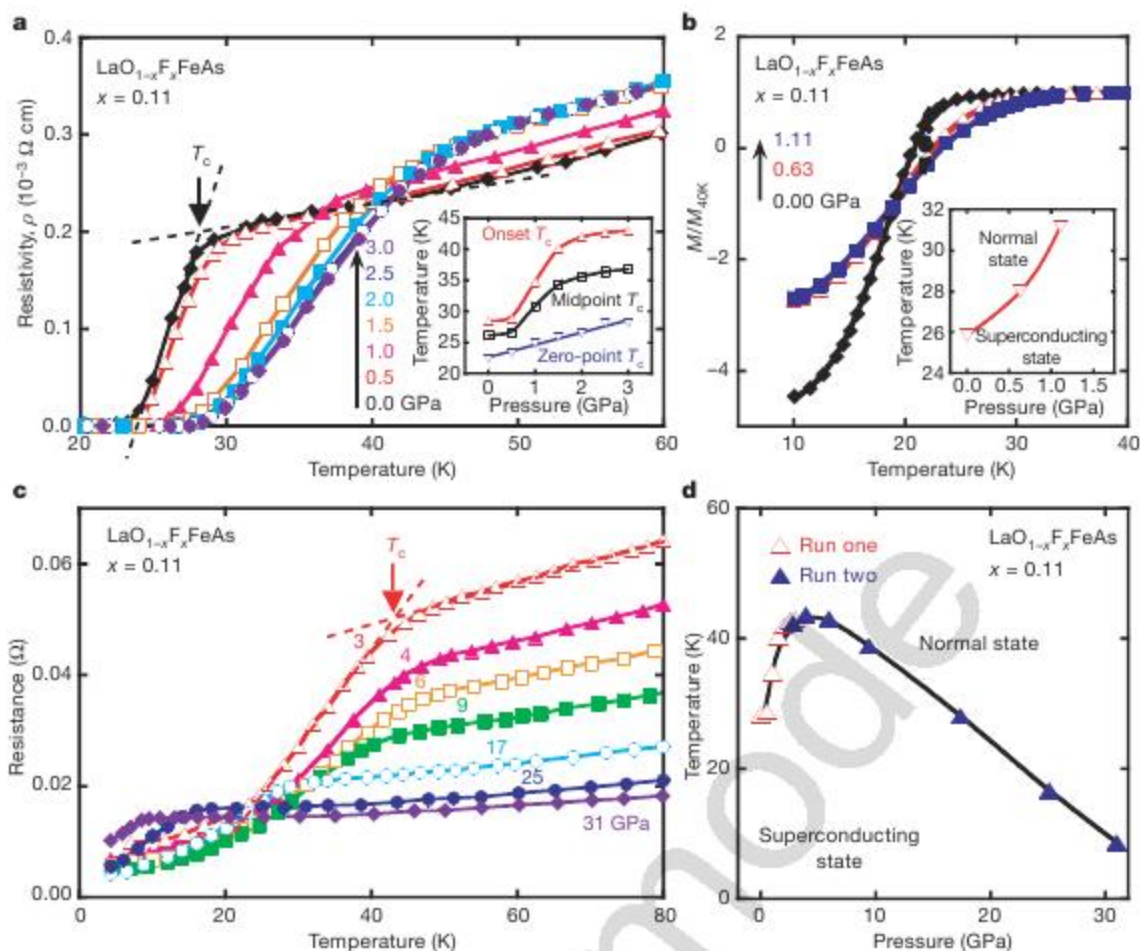 a
LaO1–xFxFeAs
x = 0.11
Tc
Resistivity, ρ (10⁻³ Ω cm)
0.4
0.3
0.2
0.1
0.0
20 30 40 50 60
Temperature (K)
3.0
2.5
2.0
1.5
1.0
0.5
0.0 GPa
Temperature (K)
45
40
35
30
25
20
Onset Tc
Midpoint Tc
Zero-point Tc
0 1 2 3
Pressure (GPa)
b
LaO1–xFxFeAs
x = 0.11
1.11
0.63
0.00 GPa
M/M40K
2
0
−2
−4
10 20 30 40
Temperature (K)
Temperature (K)
32
30
28
26
24
Normal
state
Superconducting
state
0.0 0.5 1.0 1.5
Pressure (GPa)
c
LaO1–xFxFeAs
x = 0.11
Tc
Resistance (Ω)
0.06
0.04
0.02
0.00
3
4
6
9
17
25
31 GPa
0 20 40 60 80
Temperature (K)
d
Run one
Run two
LaO1–xFxFeAs
x = 0.11
Normal state
Superconducting
state
Temperature (K)
60
40
20
0
0 10 20 30
Pressure (GPa)
mode